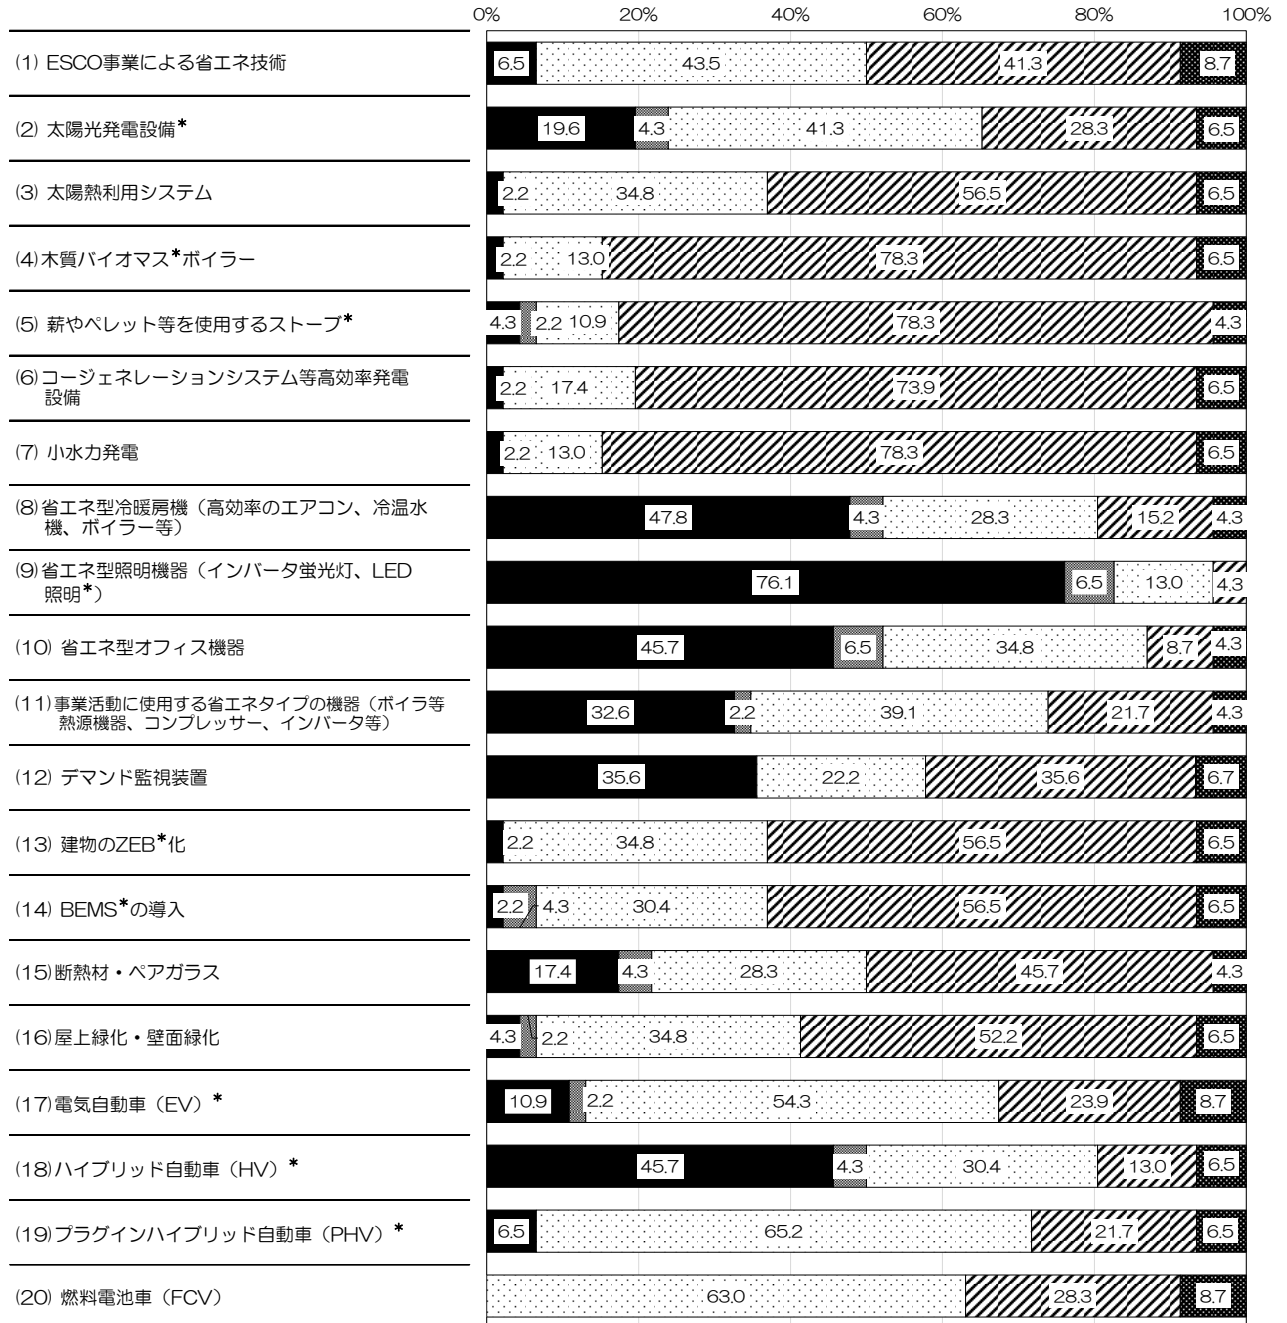 0% 20% 40% 60% 80% 100%
(1) ESCO事業による省エネ技術 6.5 43.5 41.3 8.7
(2) 太陽光発電設備* 19.6 4.3 41.3 28.3 6.5
(3) 太陽熱利用システム 2.2 34.8 56.5 6.5
(4)木質バイオマス*ボイラー 2.2 13.0 78.3 6.5
(5) 薪やペレット等を使用するストーブ* 4.3 2.2 10.9 78.3 4.3
(6)コージェネレーションシステム等高効率発電
設備 2.2 17.4 73.9 6.5
(7) 小水力発電 2.2 13.0 78.3 6.5
(8)省エネ型冷暖房機（高効率のエアコン、冷温水
機、ボイラー等） 47.8 4.3 28.3 15.2 4.3
(9)省エネ型照明機器（インバータ蛍光灯、LED
照明*） 76.1 6.5 13.0 4.3
(10) 省エネ型オフィス機器 45.7 6.5 34.8 8.7 4.3
(11)事業活動に使用する省エネタイプの機器（ボイラ等
熱源機器、コンプレッサー、インバータ等） 32.6 2.2 39.1 21.7 4.3
(12) デマンド監視装置 35.6 22.2 35.6 6.7
(13) 建物のZEB*化 2.2 34.8 56.5 6.5
(14) BEMS*の導入 2.2 4.3 30.4 56.5 6.5
(15)断熱材・ペアガラス 17.4 4.3 28.3 45.7 4.3
(16)屋上緑化・壁面緑化 4.3 2.2 34.8 52.2 6.5
(17)電気自動車（EV）* 10.9 2.2 54.3 23.9 8.7
(18)ハイブリッド自動車（HV）* 45.7 4.3 30.4 13.0 6.5
(19)プラグインハイブリッド自動車（PHV）* 6.5 65.2 21.7 6.5
(20) 燃料電池車（FCV） 63.0 28.3 8.7